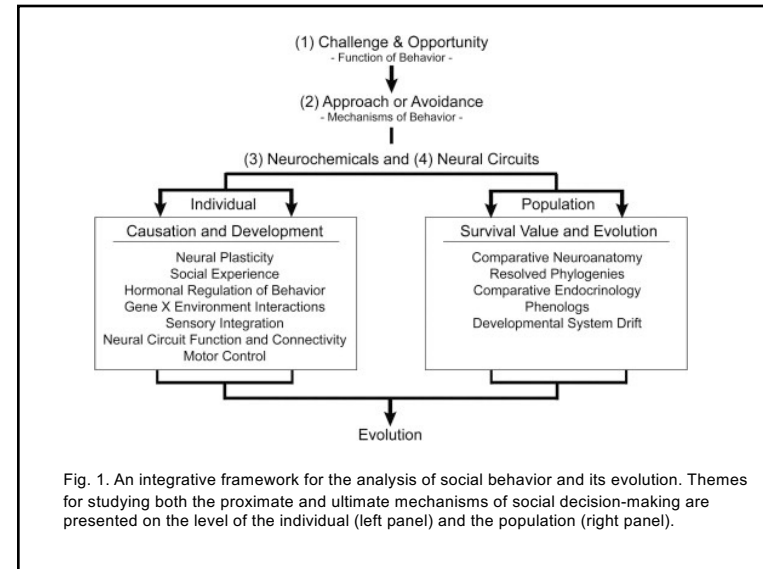 (1) Challenge & Opportunity
- Function of Behavior -
(2) Approach or Avoidance
- Mechanisms of Behavior -
(3) Neurochemicals and (4) Neural Circuits
Individual
Causation and Development
Neural Plasticity
Social Experience
Hormonal Regulation of Behavior
Gene X Environment Interactions
Sensory Integration
Neural Circuit Function and Connectivity
Motor Control
Population
Survival Value and Evolution
Comparative Neuroanatomy
Resolved Phylogenies
Comparative Endocrinology
Phenologs
Developmental System Drift
Evolution
Fig. 1. An integrative framework for the analysis of social behavior and its evolution. Themes
for studying both the proximate and ultimate mechanisms of social decision-making are
presented on the level of the individual (left panel) and the population (right panel).